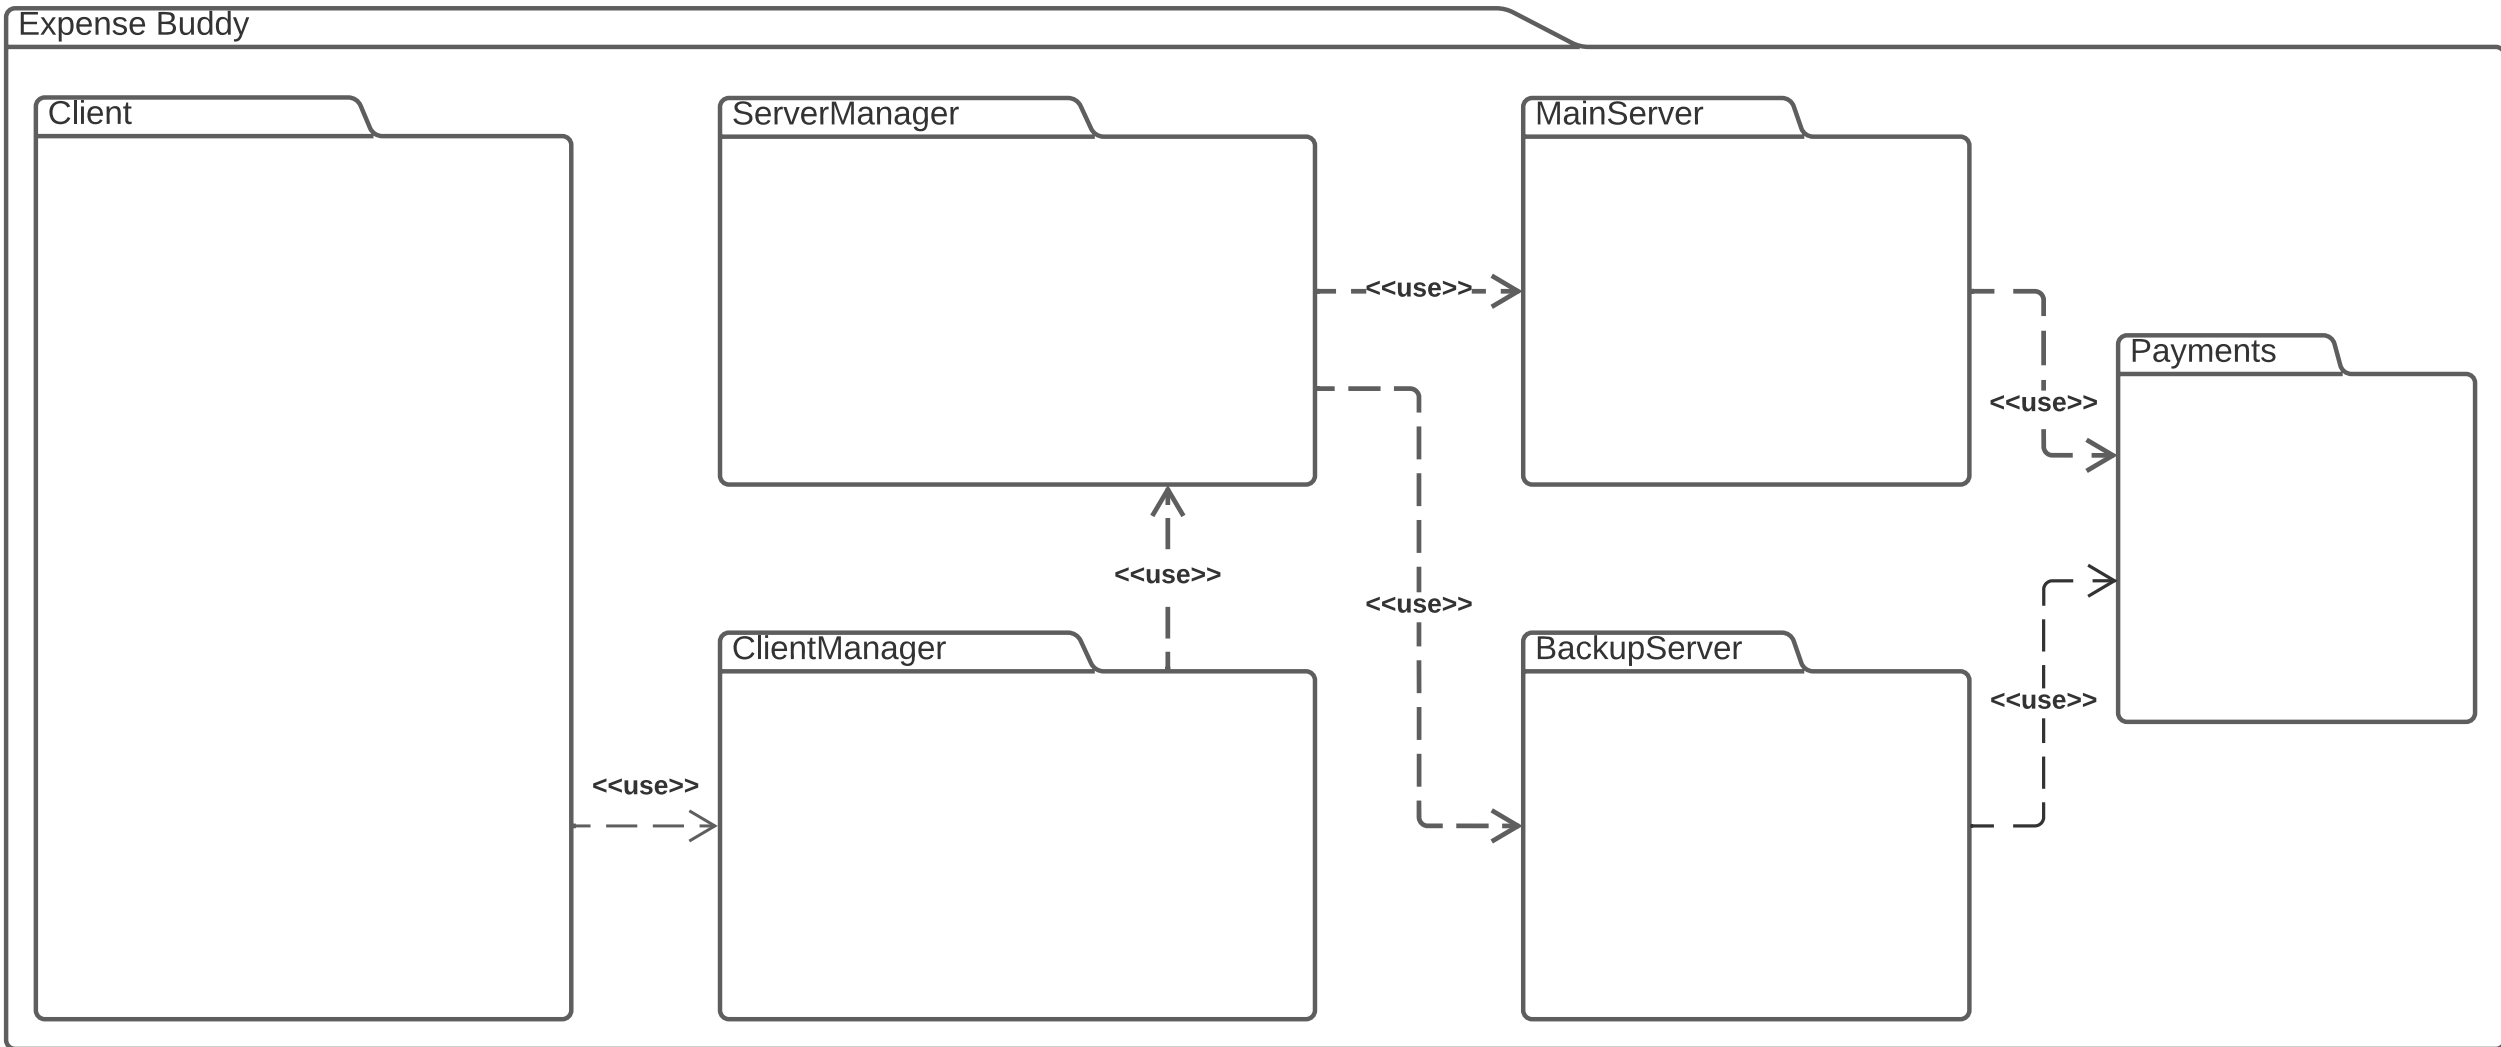 Expense Buddy
Client
ServerManager
MainServer
<<use>>
Payments
<<use>>
<<use>>
<<use>>
ClientManager
BackupServer
<<use>>
<<use>>